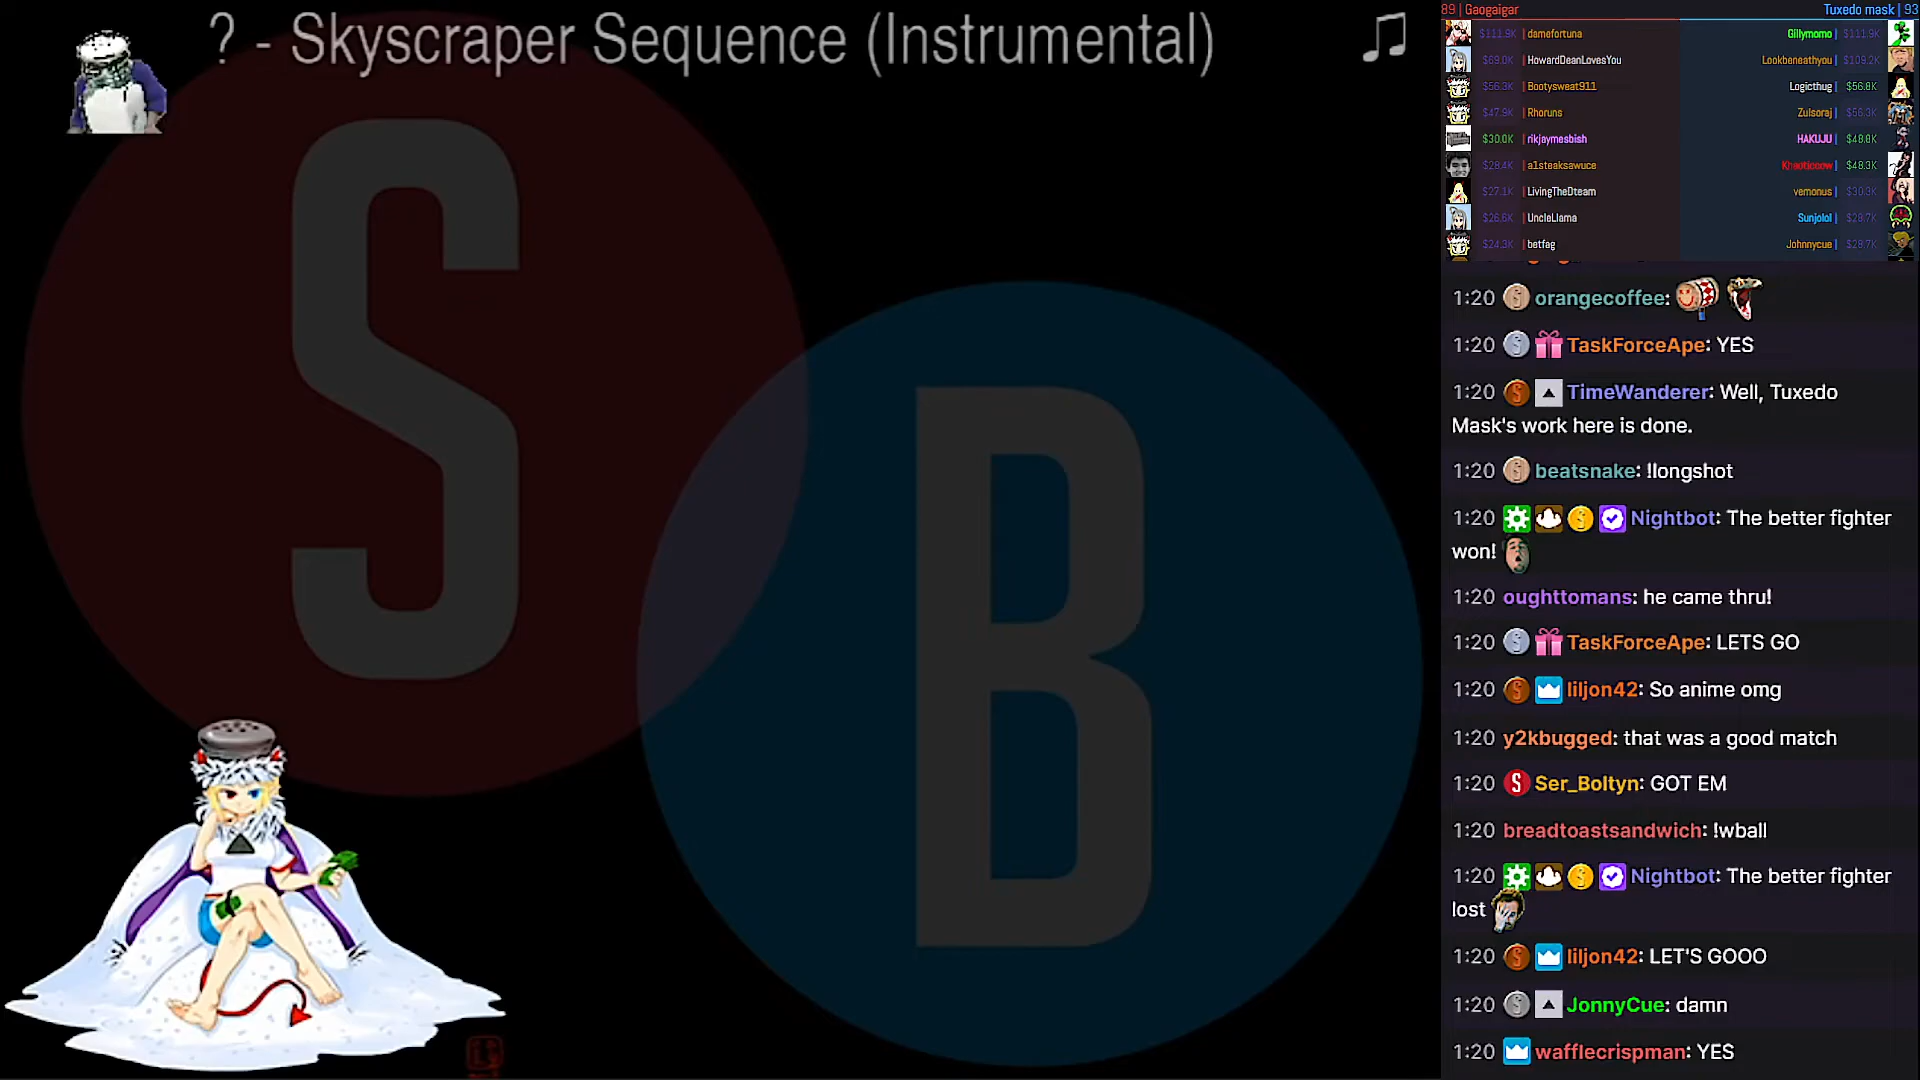 ? - Skyscraper Sequence (Instrumental)
S
B
89 | Gaogaigar
Tuxedo mask | 93
$111.9K | damefortuna
Gillymomo | $111.9K
$69.0K | HowardDeanLovesYou
Lookbeneathyou | $109.2K
$56.3K | Bootysweat911
Logicthug | $56.8K
$47.9K | Rhoruns
Zulsoraj | $56.3K
$30.0K | rikjaymesbish
HAKUJU | $48.8K
$28.4K | a1steaksawuce
$48.3K
$27.1K | LivingTheDteam
vemonus | $30.3K
$26.6K | UncleLlama
Sunjolol | $28.7K
$24.3K | betfag
Johnnycue | $28.7K
1:20 orangecoffee:
1:20 TaskForceApe: YES
1:20 TimeWanderer: Well, Tuxedo
Mask's work here is done.
1:20 beatsnake: !longshot
1:20 Nightbot: The better fighter
won!
1:20 oughttomans: he came thru!
1:20 TaskForceApe: LETS GO
1:20 liljon42: So anime omg
1:20 y2kbugged: that was a good match
1:20 Ser_Boltyn: GOT EM
1:20 breadtoastsandwich: !wball
1:20 Nightbot: The better fighter
lost
1:20 liljon42: LET'S GOOO
1:20 JonnyCue: damn
1:20 wafflecrispman: YES